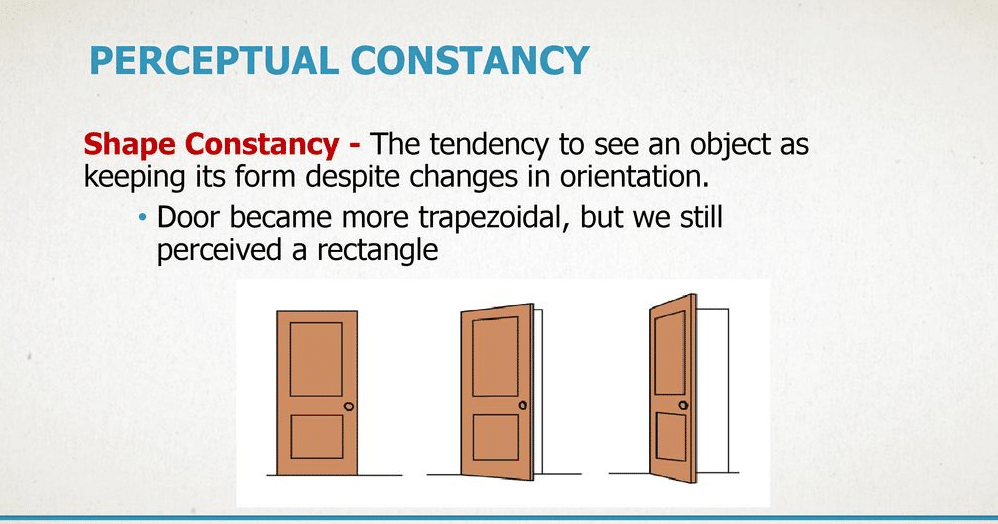 PERCEPTUAL CONSTANCY
Shape Constancy - The tendency to see an object as
keeping its form despite changes in orientation.
• Door became more trapezoidal, but we still
perceived a rectangle